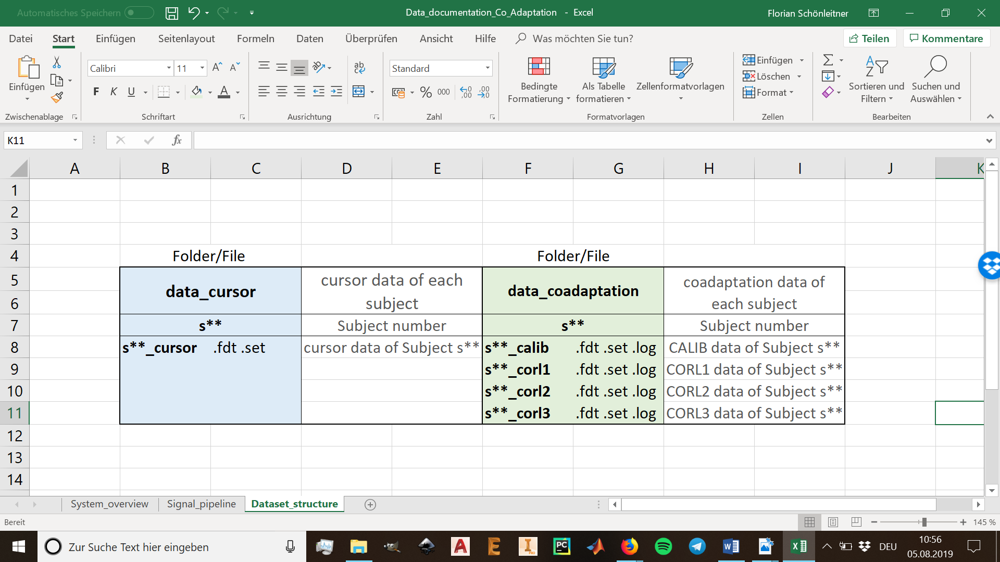 Automatisches Speichern
Data_documentation_Co_Adaptation - Excel
Florian Schönleitner
Datei Start Einfügen Seitenlayout Formeln Daten Überprüfen Ansicht Hilfe Was möchten Sie tun? Teilen Kommentare
Einfügen
Zwischenablage
Calibri 11
F K U A
Schriftart
ab
Ausrichtung
Standard
% 000 ,00 ,00
Zahl
Bedingte Formatierung
Als Tabelle formatieren
Zellenformatvorlagen
Formatvorlagen
Einfügen
Löschen
Format
Zellen
Sortieren und Filtern
Suchen und Auswählen
Bearbeiten
K11 fx
A B C D E F G H I J K
1
2
3
4 Folder/File Folder/File
5 data_cursor cursor data of each data_coadaptation coadaptation data of
6 subject each subject
7 s** Subject number s** Subject number
8 s**_cursor .fdt .set cursor data of Subject s** s**_calib .fdt .set .log CALIB data of Subject s**
9 s**_corl1 .fdt .set .log CORL1 data of Subject s**
10 s**_corl2 .fdt .set .log CORL2 data of Subject s**
11 s**_corl3 .fdt .set .log CORL3 data of Subject s**
12
13
14
System_overview Signal_pipeline Dataset_structure
Bereit 145 %
Zur Suche Text hier eingeben
DEU
10:56
05.08.2019